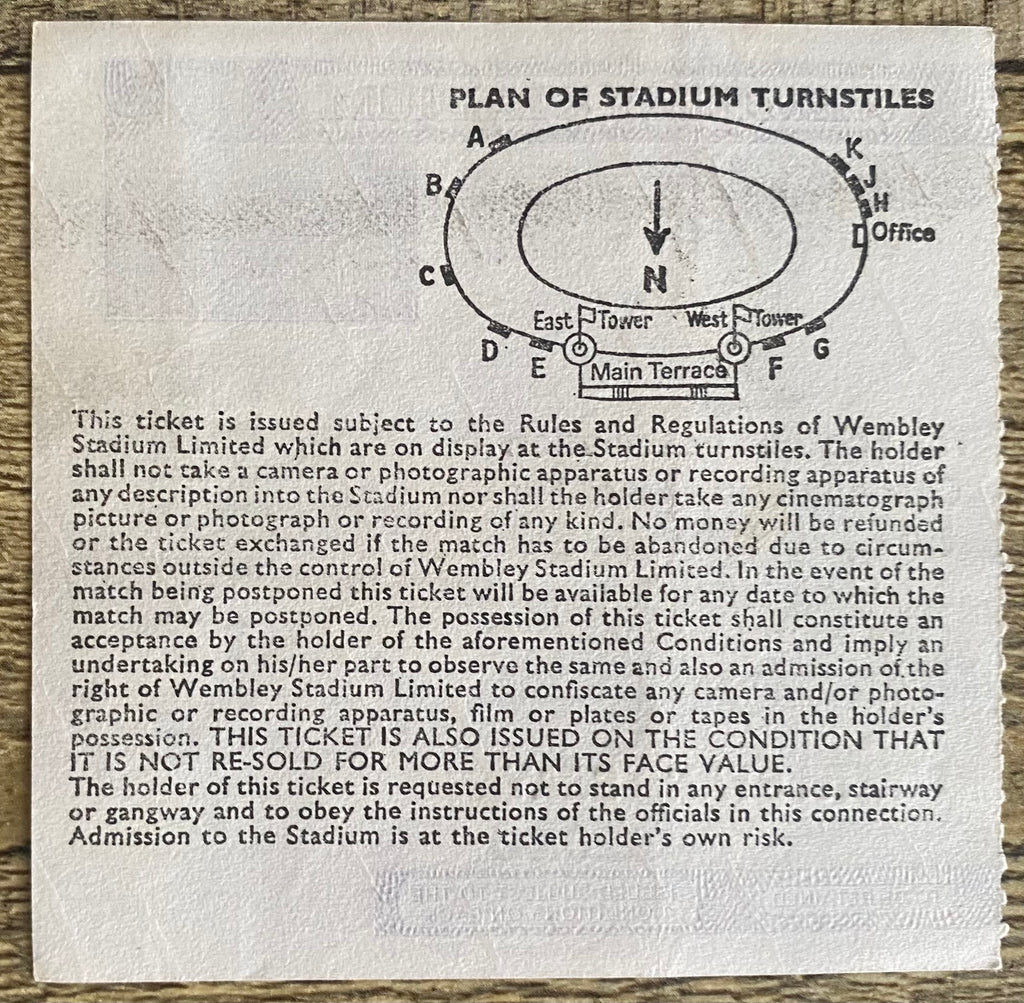 PLAN OF STADIUM TURNSTILES
A
K
B
J
H
Office
C
N
East Tower West Tower
D
E
F
G
Main Terrace
This ticket is issued subject to the Rules and Regulations of Wembley
Stadium Limited which are on display at the Stadium turnstiles. The holder
shall not take a camera or photographic apparatus or recording apparatus of
any description into the Stadium nor shall the holder take any cinematograph
picture or photograph or recording of any kind. No money will be refunded
or the ticket exchanged if the match has to be abandoned due to circum-
stances outside the control of Wembley Stadium Limited. In the event of the
match being postponed this ticket will be available for any date to which the
match may be postponed. The possession of this ticket shall constitute an
acceptance by the holder of the aforementioned Conditions and imply an
undertaking on his/her part to observe the same and also an admission of the
right of Wembley Stadium Limited to confiscate any camera and/or photo-
graphic or recording apparatus, film or plates or tapes in the holder's
possession. THIS TICKET IS ALSO ISSUED ON THE CONDITION THAT
IT IS NOT RE-SOLD FOR MORE THAN ITS FACE VALUE.
The holder of this ticket is requested not to stand in any entrance, stairway
or gangway and to obey the instructions of the officials in this connection.
Admission to the Stadium is at the ticket holder's own risk.